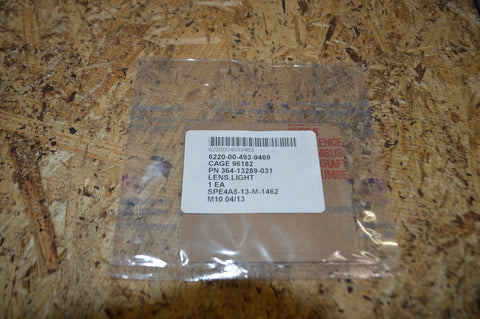 6220004939469
6220-00-493-9469
CAGE 96182
PN 364-13289-031
LENS,LIGHT
1 EA
SPE4A5-13-M-1462
M10 04/13